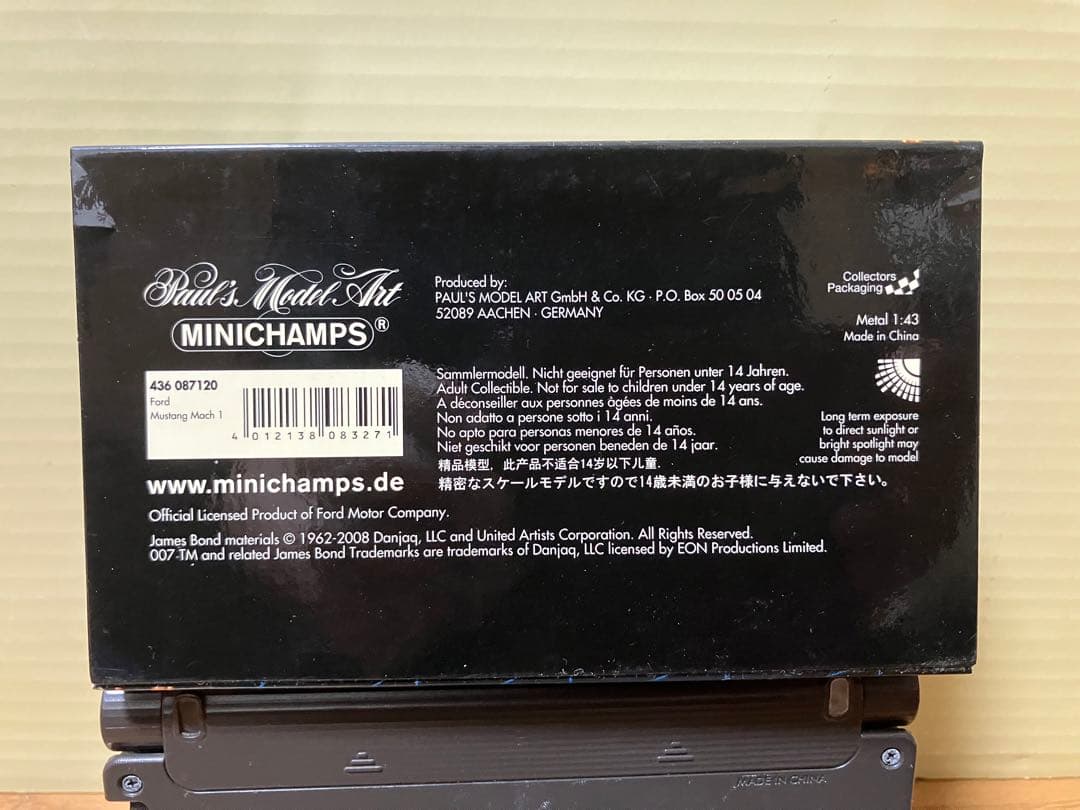 Paul's Model Art
MINICHAMPS®
Produced by:
PAUL'S MODEL ART GmbH & Co. KG · P.O. Box 50 05 04
52089 AACHEN · GERMANY
Collectors
Packaging
Metal 1:43
Made in China
436 087120
Ford
Mustang Mach 1
4 012138 083271
Sammlermodell. Nicht geeignet für Personen unter 14 Jahren.
Adult Collectible. Not for sale to children under 14 years of age.
A déconseiller aux personnes âgées de moins de 14 ans.
Non adatto a persone sotto i 14 anni.
No apto para personas menores de 14 años.
Niet geschikt voor personen beneden de 14 jaar.
精品模型，此产品不适合14岁以下儿童.
精密なスケールモデルですので14歳未満のお子様に与えないで下さい。
Long term exposure
to direct sunlight or
bright spotlight may
cause damage to model
www.minichamps.de
Official Licensed Product of Ford Motor Company.
James Bond materials © 1962-2008 Danjaq, LLC and United Artists Corporation. All Rights Reserved.
007 TM and related James Bond Trademarks are trademarks of Danjaq, LLC licensed by EON Productions Limited.
MADE IN CHINA